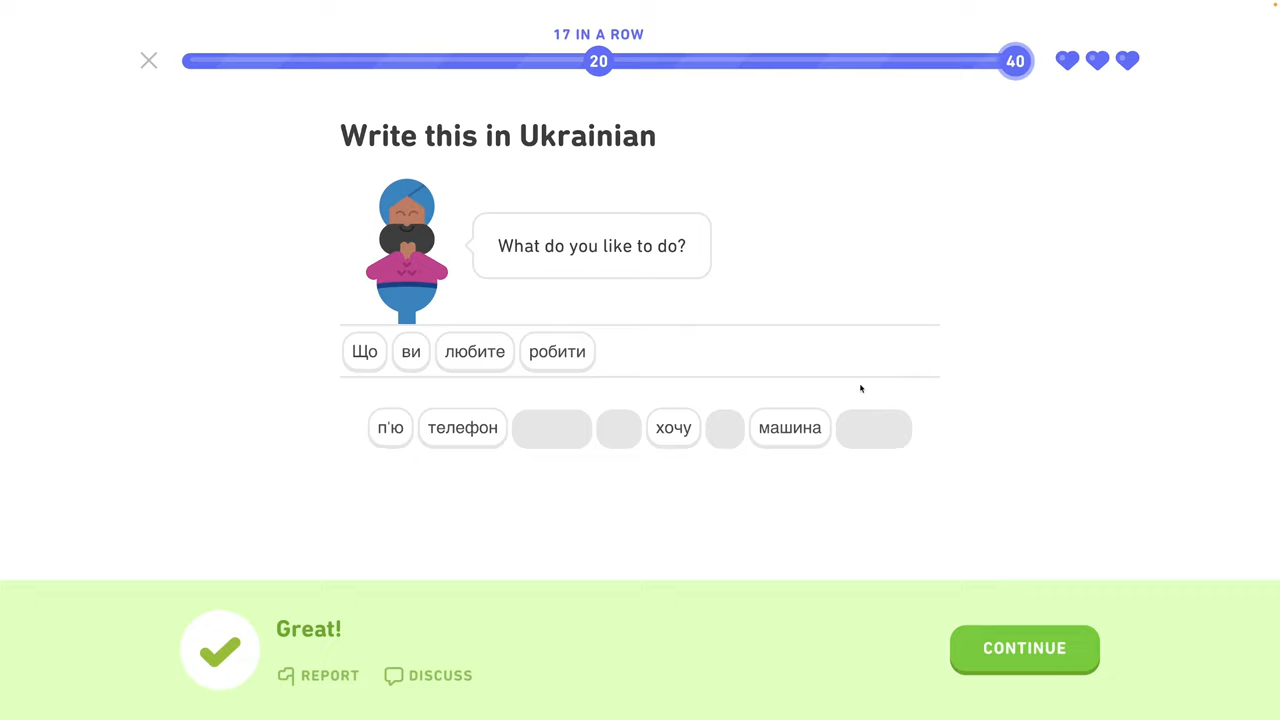 17 IN A ROW
20
40
Write this in Ukrainian
What do you like to do?
Що ви любите робити
п'ю телефон хочу машина
Great!
REPORT DISCUSS
CONTINUE